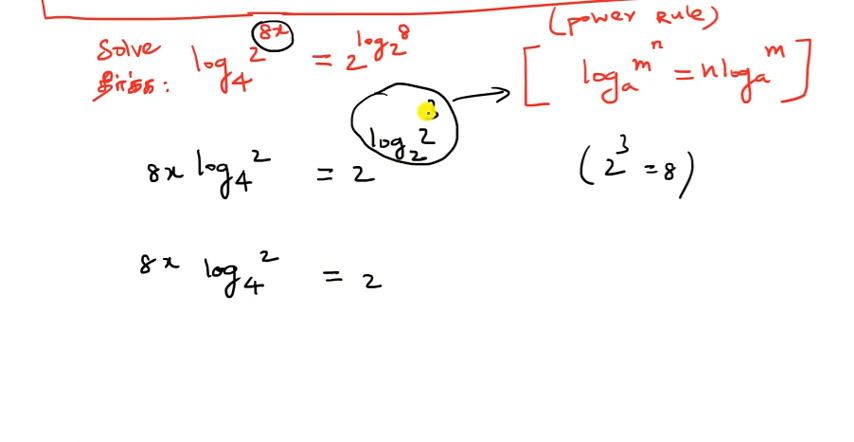 (power Rule)
Solve log₄ 2^(8x) = 2^(log₂ 8) [ logₐ m^n = n logₐ m ]
தீர்க்க:
8x log₄ 2 = 2^(log₂ 2^3) (2^3 = 8)
8x log₄ 2 = 2